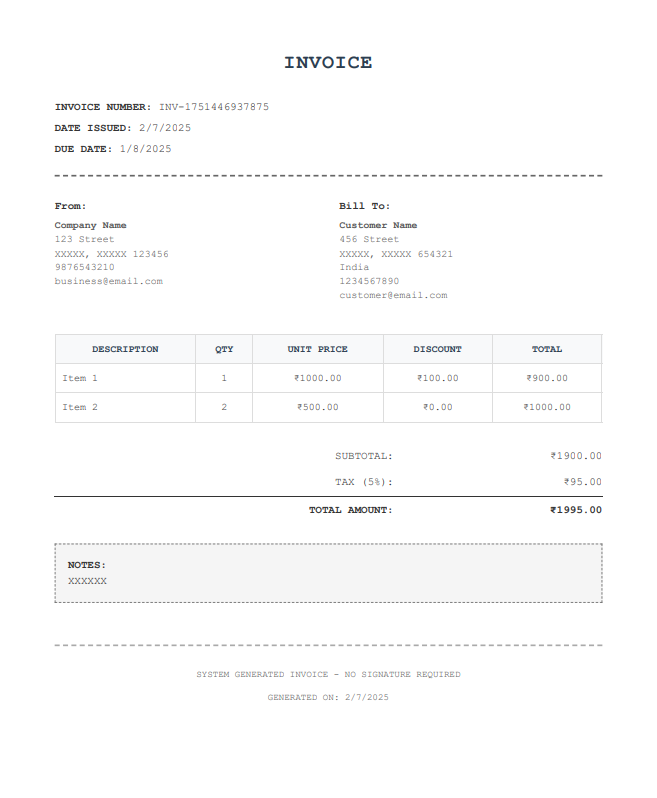 INVOICE
INVOICE NUMBER: INV-1751446937875
DATE ISSUED: 2/7/2025
DUE DATE: 1/8/2025
From:
Company Name
123 Street
XXXXX, XXXXX 123456
9876543210
business@email.com
Bill To:
Customer Name
456 Street
XXXXX, XXXXX 654321
India
1234567890
customer@email.com
DESCRIPTION QTY UNIT PRICE DISCOUNT TOTAL
Item 1 1 ₹1000.00 ₹100.00 ₹900.00
Item 2 2 ₹500.00 ₹0.00 ₹1000.00
SUBTOTAL: ₹1900.00
TAX (5%): ₹95.00
TOTAL AMOUNT: ₹1995.00
NOTES:
XXXXXX
SYSTEM GENERATED INVOICE - NO SIGNATURE REQUIRED
GENERATED ON: 2/7/2025